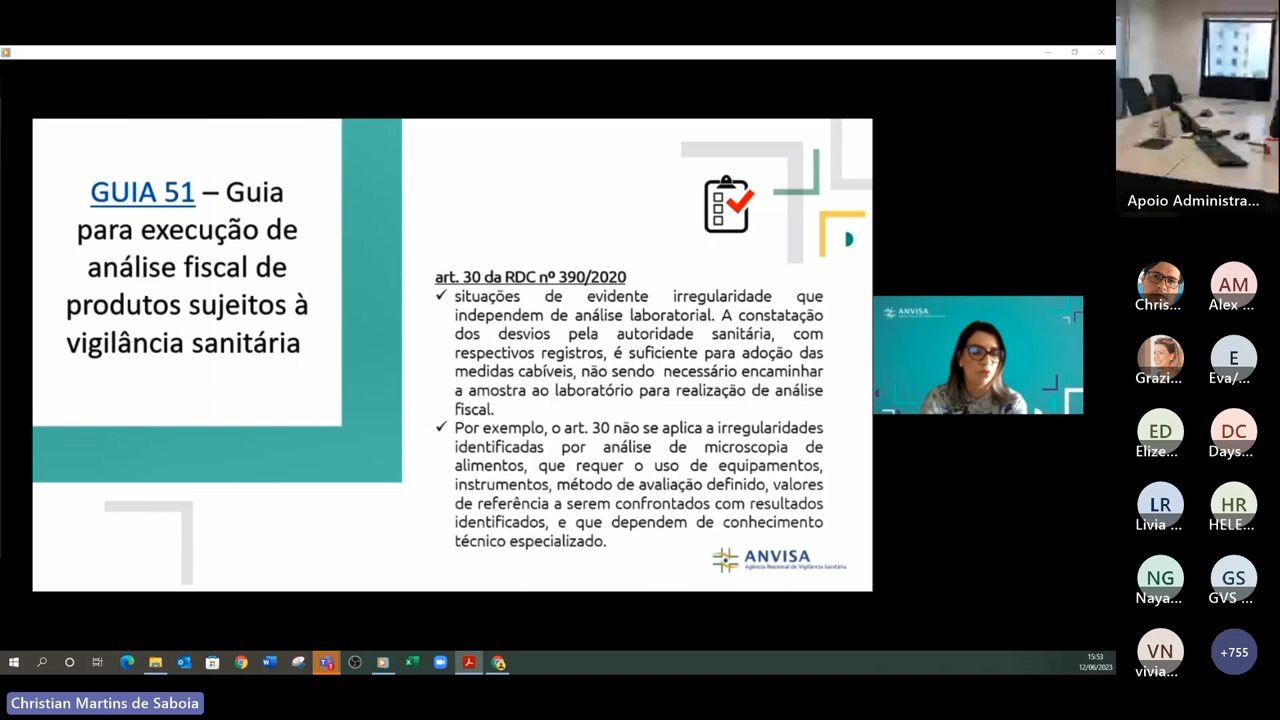 GUIA 51 – Guia
para execução de
análise fiscal de
produtos sujeitos à
vigilância sanitária
art. 30 da RDC nº 390/2020
✓ situações de evidente irregularidade que
independem de análise laboratorial. A constatação
dos desvios pela autoridade sanitária, com
respectivos registros, é suficiente para adoção das
medidas cabíveis, não sendo necessário encaminhar
a amostra ao laboratório para realização de análise
fiscal.
✓ Por exemplo, o art. 30 não se aplica a irregularidades
identificadas por análise de microscopia de
alimentos, que requer o uso de equipamentos,
instrumentos, método de avaliação definido, valores
de referência a serem confrontados com resultados
identificados, e que dependem de conhecimento
técnico especializado.
ANVISA
Agência Nacional de Vigilância Sanitária
ANVISA
Apoio Administra...
Chris...
AM
Alex ...
Grazi...
E
Eva/...
ED
Elize...
DC
Days...
LR
Livia ...
HR
HELE...
NG
Naya...
GS
GVS ...
VN
vivia...
+755
15:53
12/06/2023
Christian Martins de Saboia